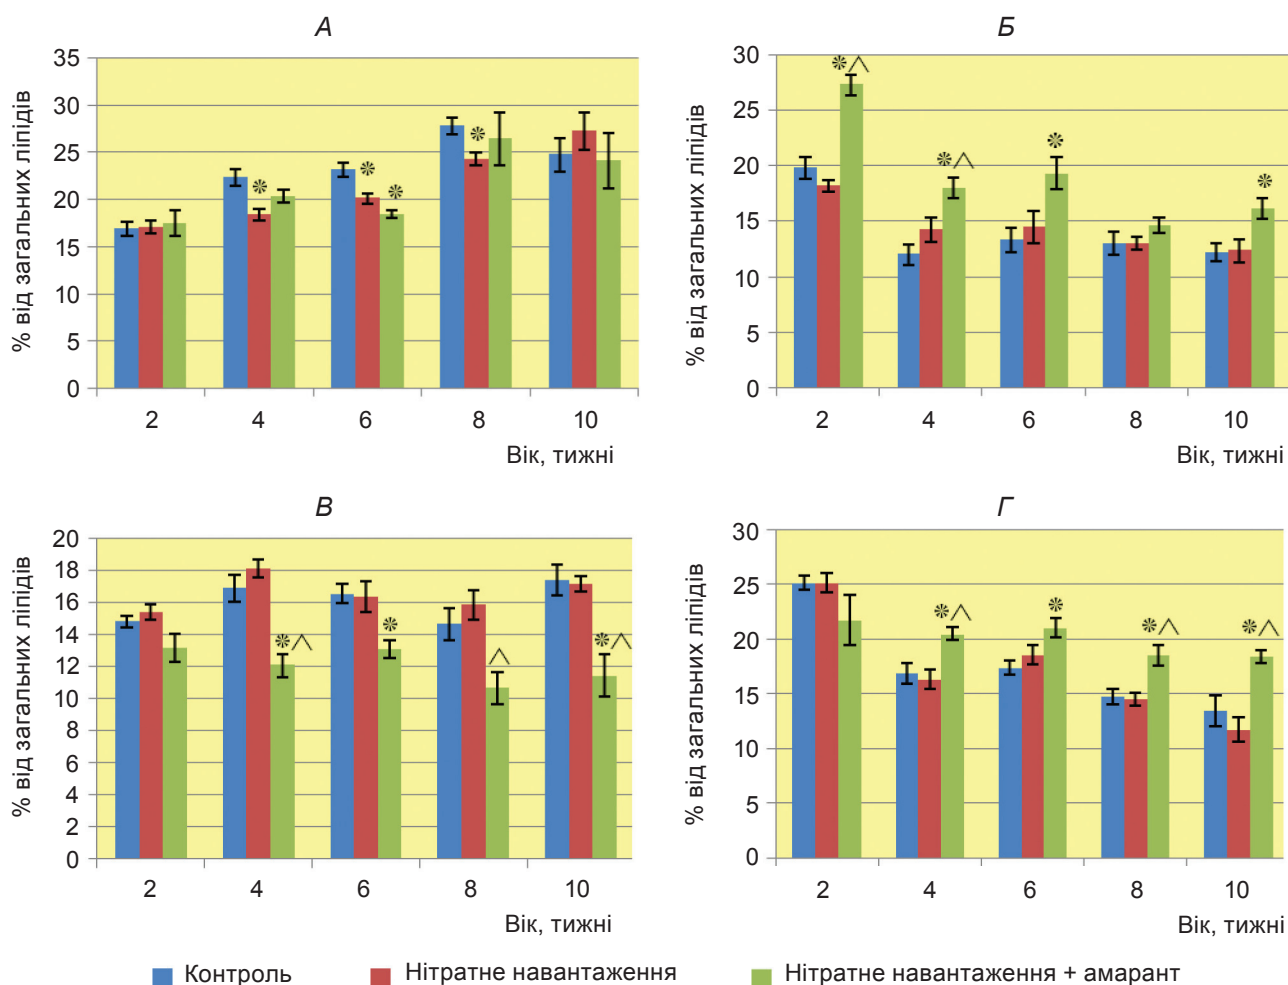 А
% від загальних ліпідів
35
30
25
20
15
10
5
0
2 4 6 8 10
Вік, тижні
* * * *
Б
% від загальних ліпідів
30
25
20
15
10
5
0
2 4 6 8 10
Вік, тижні
*^ *^ * *
В
% від загальних ліпідів
20
18
16
14
12
10
8
6
4
2
0
2 4 6 8 10
Вік, тижні
*^ * ^ *^
Г
% від загальних ліпідів
30
25
20
15
10
5
0
2 4 6 8 10
Вік, тижні
*^ * *^ *^
Контроль
Нітратне навантаження
Нітратне навантаження + амарант